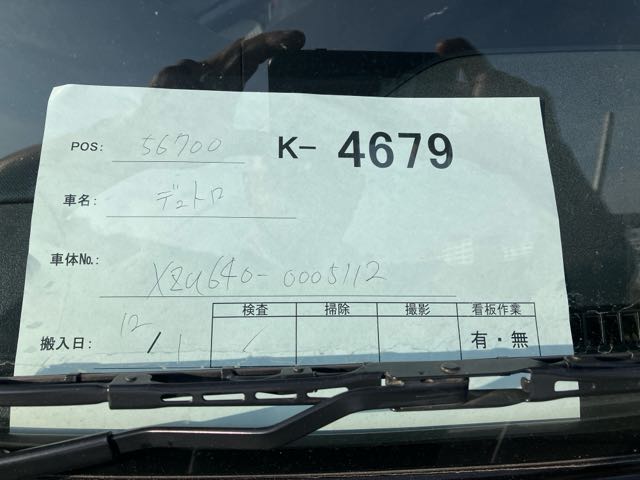 POS: 56700 K- 4679
車名: デュトロ
車体No.: XZU640-0005112
検査 掃除 撮影 看板作業
搬入日: 12/1 有・無